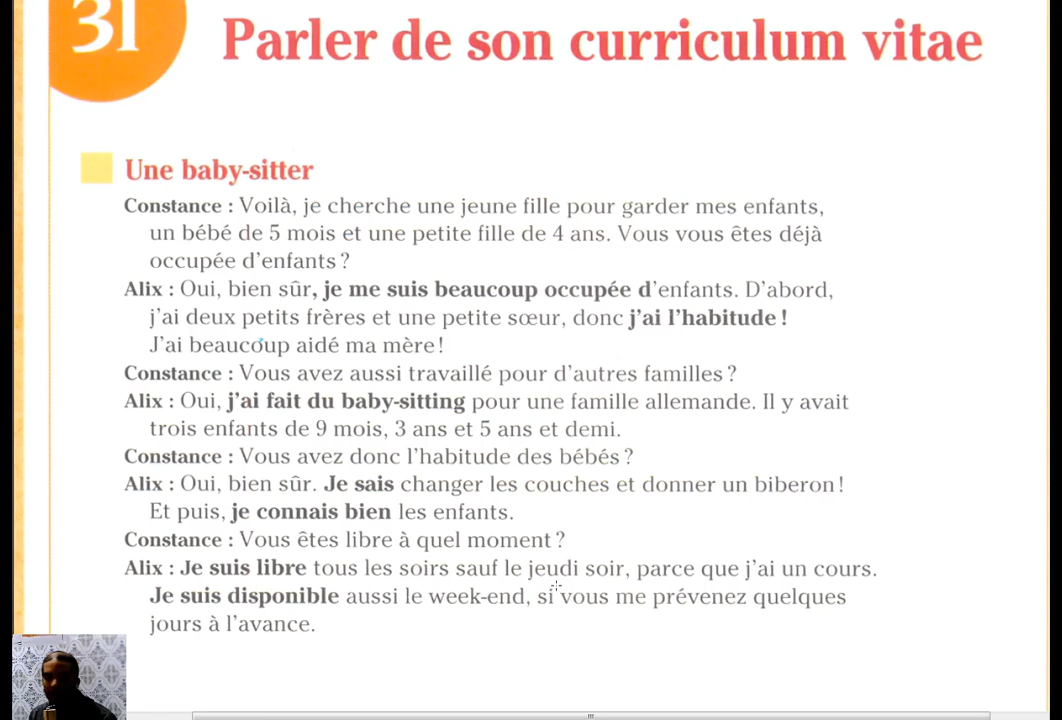 31
Parler de son curriculum vitae
Une baby-sitter
Constance : Voilà, je cherche une jeune fille pour garder mes enfants,
un bébé de 5 mois et une petite fille de 4 ans. Vous vous êtes déjà
occupée d'enfants ?
Alix : Oui, bien sûr, je me suis beaucoup occupée d'enfants. D'abord,
j'ai deux petits frères et une petite sœur, donc j'ai l'habitude !
J'ai beaucoup aidé ma mère !
Constance : Vous avez aussi travaillé pour d'autres familles ?
Alix : Oui, j'ai fait du baby-sitting pour une famille allemande. Il y avait
trois enfants de 9 mois, 3 ans et 5 ans et demi.
Constance : Vous avez donc l'habitude des bébés ?
Alix : Oui, bien sûr. Je sais changer les couches et donner un biberon !
Et puis, je connais bien les enfants.
Constance : Vous êtes libre à quel moment ?
Alix : Je suis libre tous les soirs sauf le jeudi soir, parce que j'ai un cours.
Je suis disponible aussi le week-end, si vous me prévenez quelques
jours à l'avance.